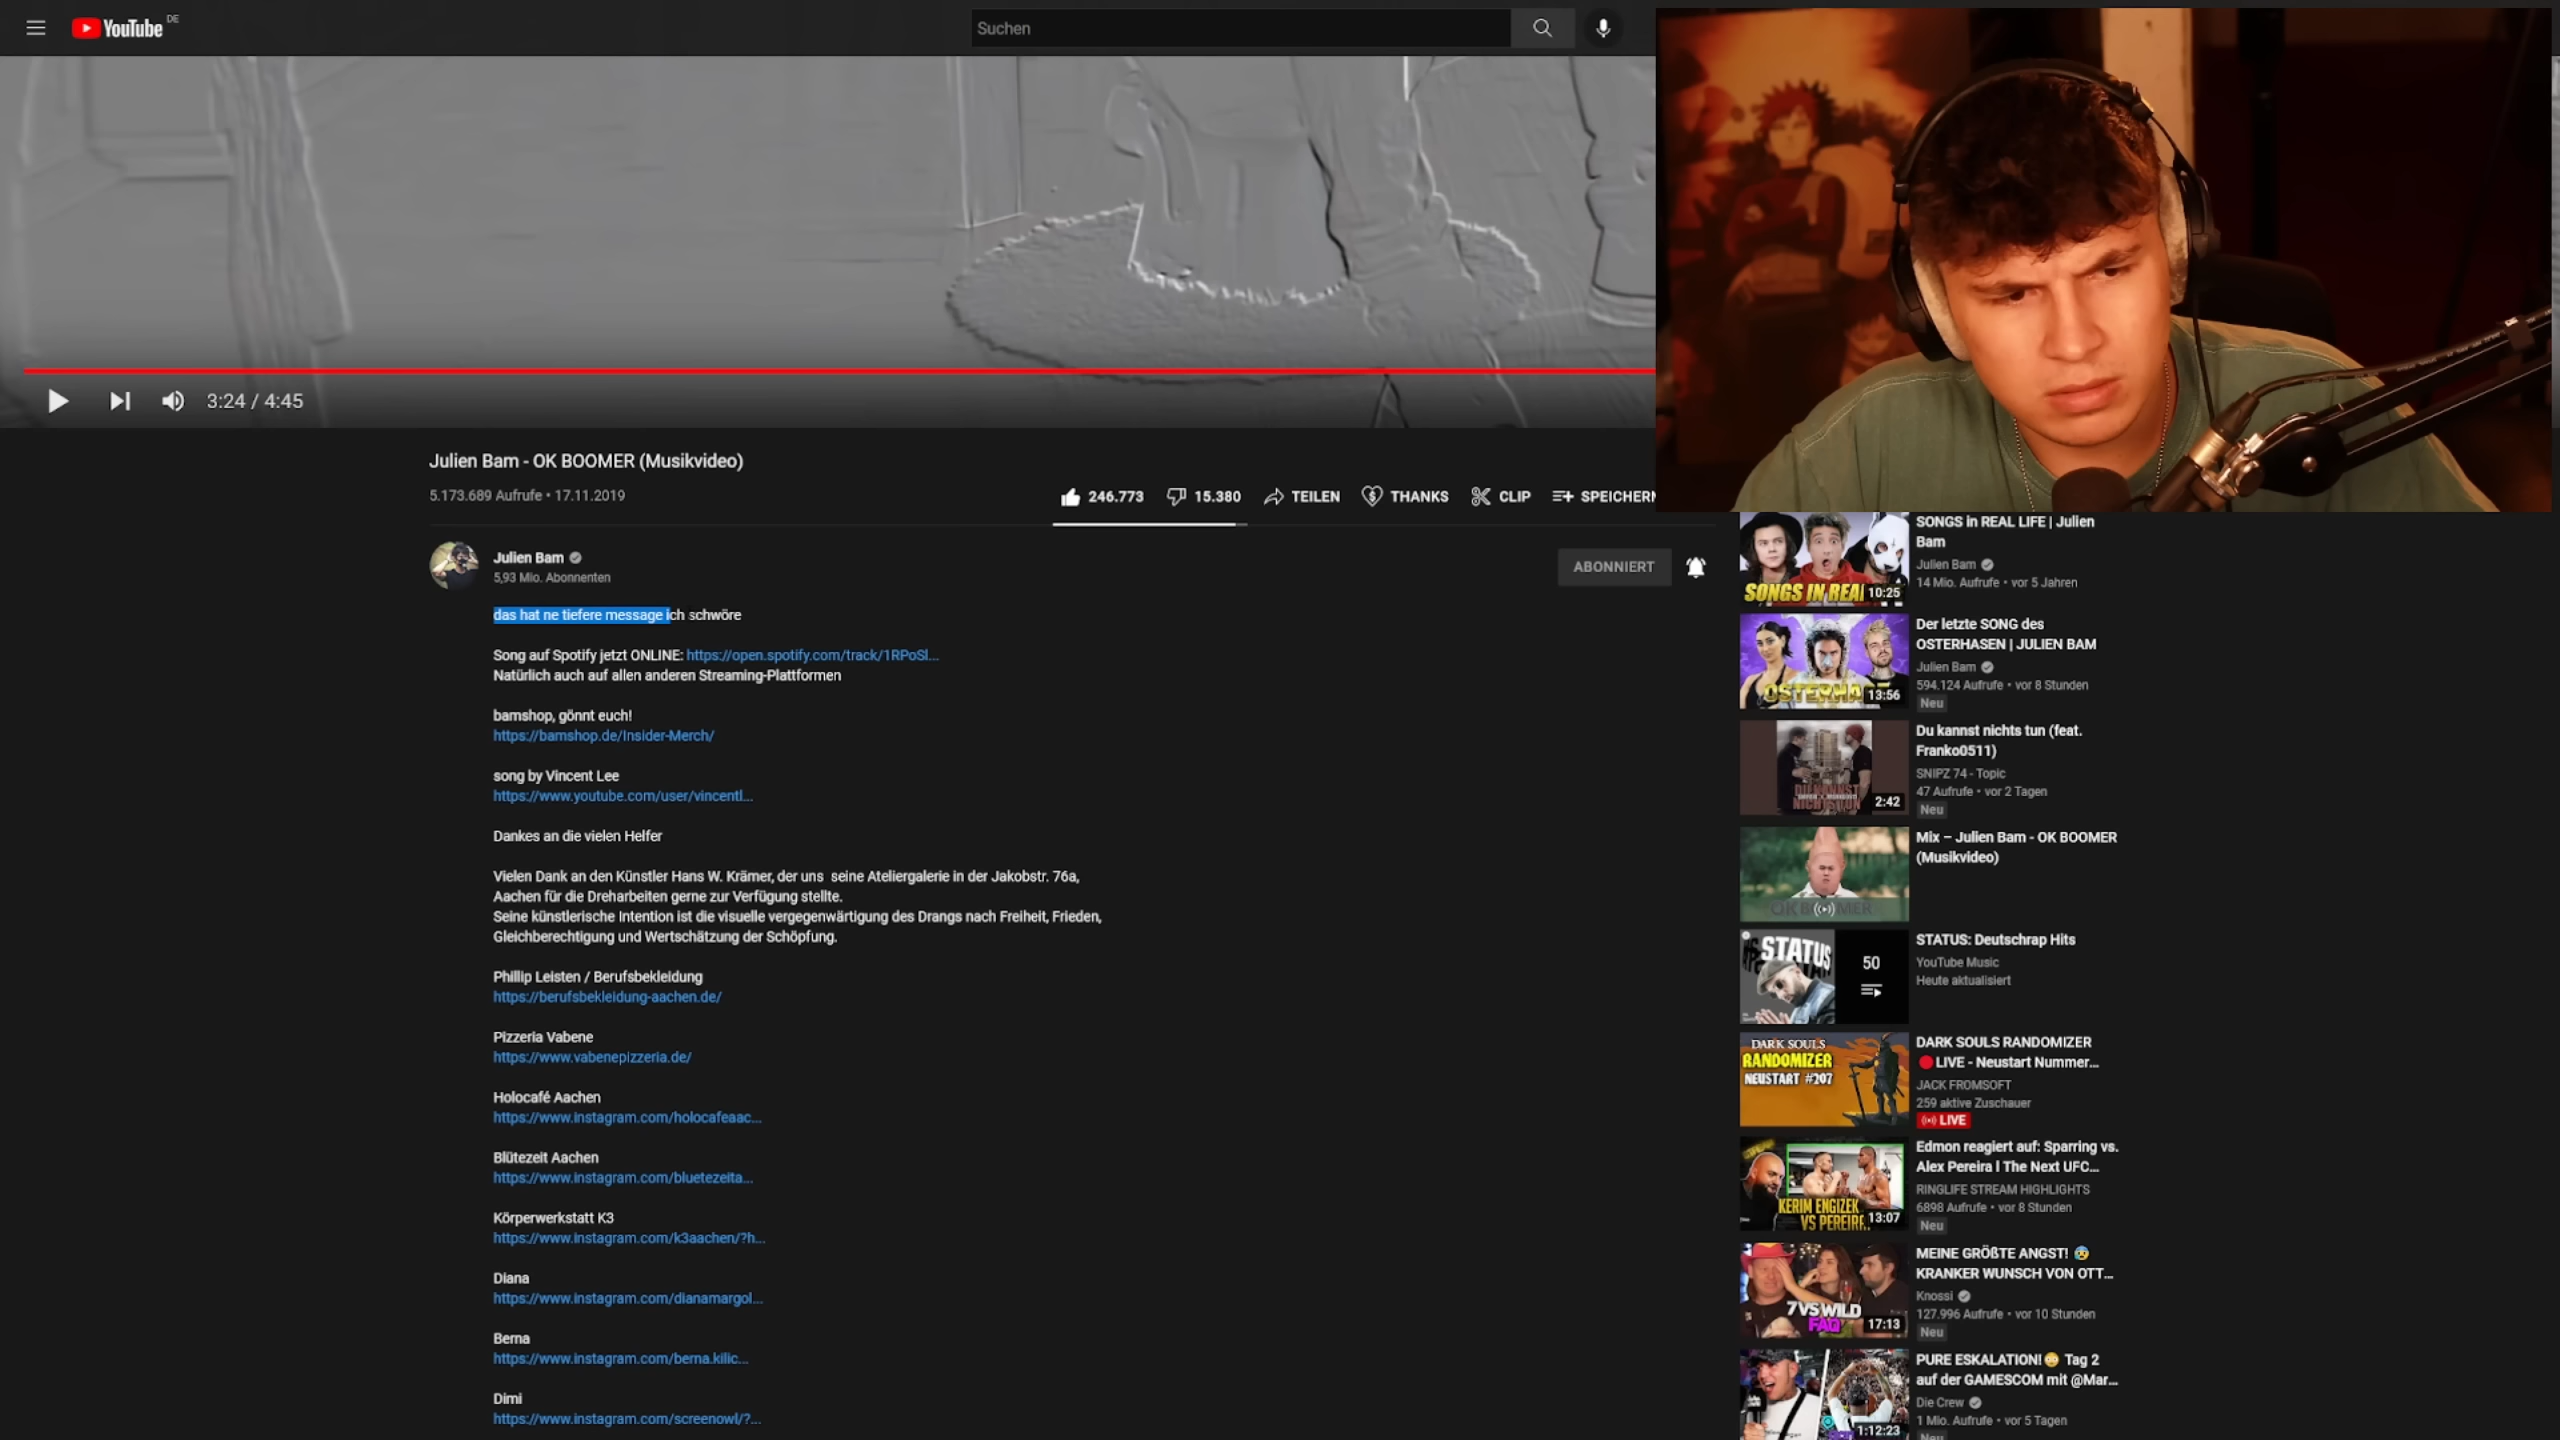 YouTube DE
Suchen
3:24 / 4:45
Julien Bam - OK BOOMER (Musikvideo)
5.173.689 Aufrufe • 17.11.2019
246.773
15.380
TEILEN
THANKS
CLIP
SPEICHERN
Julien Bam
5,93 Mio. Abonnenten
ABONNIERT
das hat ne tiefere message ich schwöre
Song auf Spotify jetzt ONLINE: https://open.spotify.com/track/1RPoSl...
Natürlich auch auf allen anderen Streaming-Plattformen
bamshop, gönnt euch!
https://bamshop.de/Insider-Merch/
song by Vincent Lee
https://www.youtube.com/user/vincentl...
Dankes an die vielen Helfer
Vielen Dank an den Künstler Hans W. Krämer, der uns  seine Ateliergalerie in der Jakobstr. 76a,
Aachen für die Dreharbeiten gerne zur Verfügung stellte.
Seine künstlerische Intention ist die visuelle vergegenwärtigung des Drangs nach Freiheit, Frieden,
Gleichberechtigung und Wertschätzung der Schöpfung.
Phillip Leisten / Berufsbekleidung
https://berufsbekleidung-aachen.de/
Pizzeria Vabene
https://www.vabenepizzeria.de/
Holocafé Aachen
https://www.instagram.com/holocafeaac...
Blütezeit Aachen
https://www.instagram.com/bluetezeita...
Körperwerkstatt K3
https://www.instagram.com/k3aachen/?h...
Diana
https://www.instagram.com/dianamargol...
Berna
https://www.instagram.com/berna.kilic...
Dimi
https://www.instagram.com/screenowl/?...
SONGS IN REAL
10:25
SONGS in REAL LIFE | Julien
Bam
Julien Bam
14 Mio. Aufrufe • vor 5 Jahren
OSTERHA
13:56
Der letzte SONG des
OSTERHASEN | JULIEN BAM
Julien Bam
594.124 Aufrufe • vor 8 Stunden
Neu
DU KANNST
NICHTS TUN
2:42
Du kannst nichts tun (feat.
Franko0511)
SNIPZ 74 - Topic
47 Aufrufe • vor 2 Tagen
Neu
OK BOOMER
Mix – Julien Bam - OK BOOMER
(Musikvideo)
STATUS
50
STATUS: Deutschrap Hits
YouTube Music
Heute aktualisiert
DARK SOULS
RANDOMIZER
NEUSTART #207
DARK SOULS RANDOMIZER
LIVE - Neustart Nummer...
JACK FROMSOFT
259 aktive Zuschauer
LIVE
KERIM ENGIZEK
VS PEREIRA
13:07
Edmon reagiert auf: Sparring vs.
Alex Pereira l The Next UFC...
RINGLIFE STREAM HIGHLIGHTS
6898 Aufrufe • vor 8 Stunden
Neu
7VSWILD
FAQ
17:13
MEINE GRÖßTE ANGST! 😰
KRANKER WUNSCH VON OTT...
Knossi
127.996 Aufrufe • vor 10 Stunden
Neu
1:12:23
PURE ESKALATION!😳 Tag 2
auf der GAMESCOM mit @Mar...
Die Crew
1 Mio. Aufrufe • vor 5 Tagen
Neu